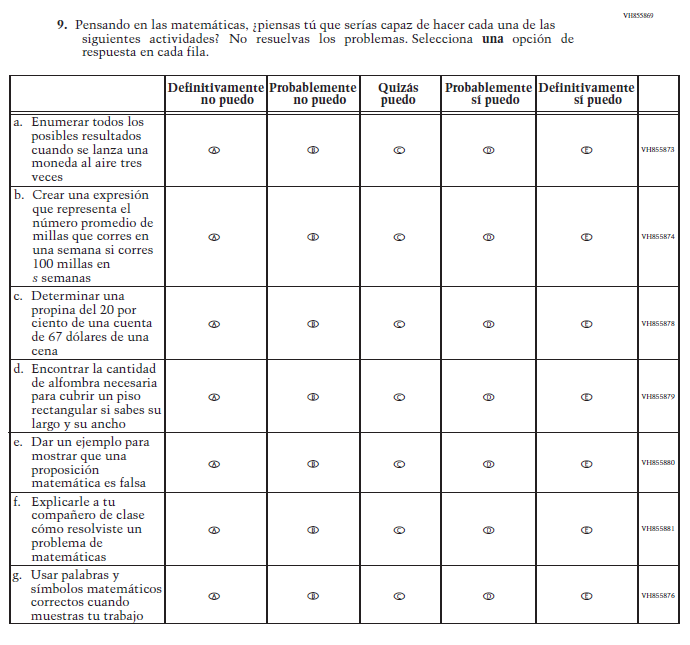 VH855869
9. Pensando en las matemáticas, ¿piensas tú que serías capaz de hacer cada una de las
siguientes actividades? No resuelvas los problemas. Selecciona una opción de
respuesta en cada fila.
Definitivamente no puedo Probablemente no puedo Quizás puedo Probablemente sí puedo Definitivamente sí puedo
a. Enumerar todos los
posibles resultados
cuando se lanza una
moneda al aire tres
veces
A B C D E VH855873
b. Crear una expresión
que representa el
número promedio de
millas que corres en
una semana si corres
100 millas en
s semanas
A B C D E VH855874
c. Determinar una
propina del 20 por
ciento de una cuenta
de 67 dólares de una
cena
A B C D E VH855878
d. Encontrar la cantidad
de alfombra necesaria
para cubrir un piso
rectangular si sabes su
largo y su ancho
A B C D E VH855879
e. Dar un ejemplo para
mostrar que una
proposición
matemática es falsa
A B C D E VH855880
f. Explicarle a tu
compañero de clase
cómo resolviste un
problema de
matemáticas
A B C D E VH855881
g. Usar palabras y
símbolos matemáticos
correctos cuando
muestras tu trabajo
A B C D E VH855876